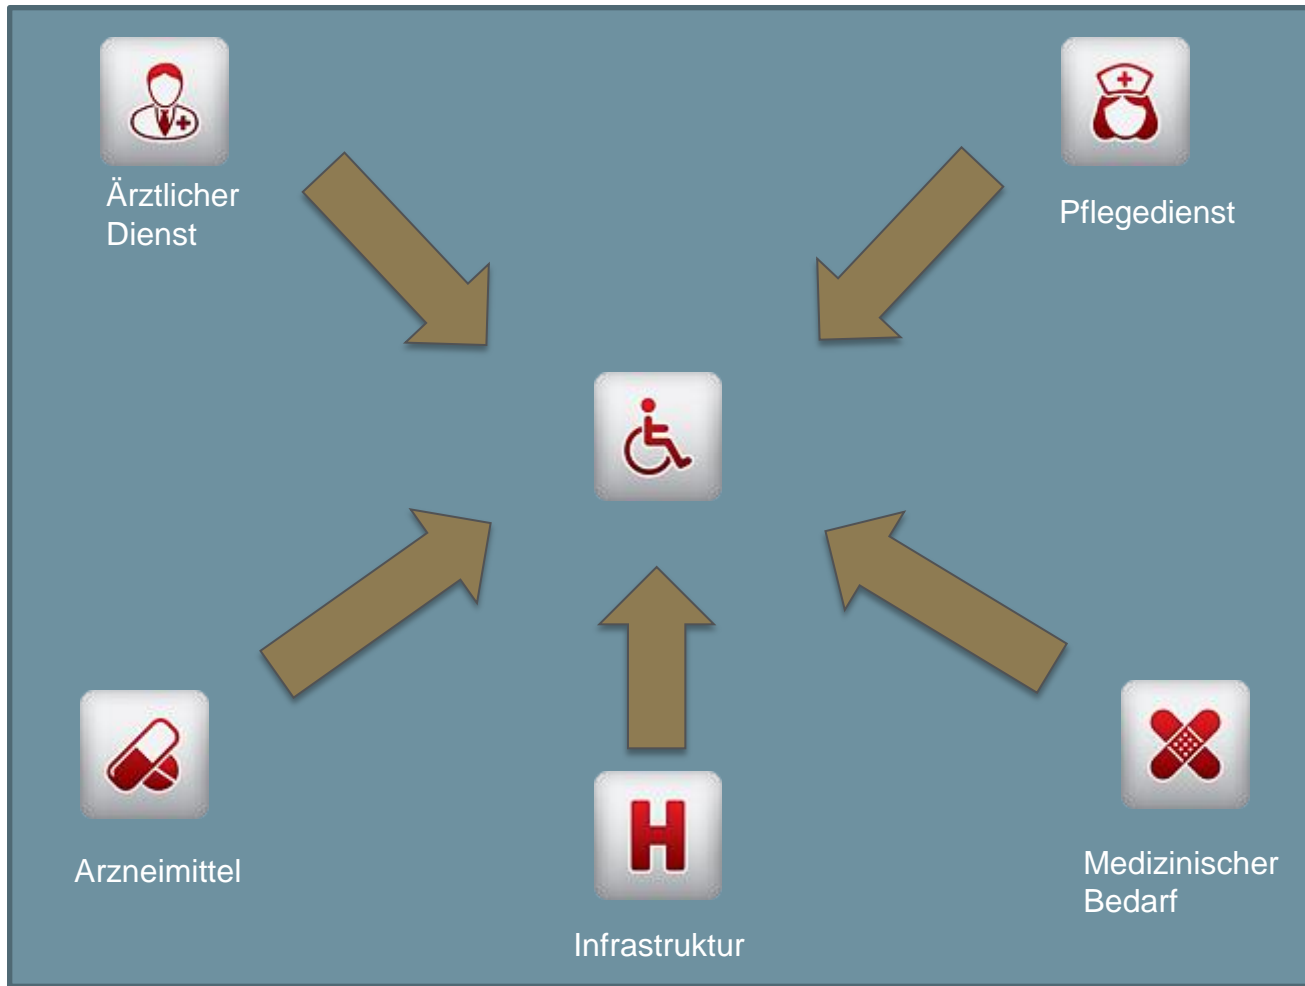 Ärztlicher
Dienst
Pflegedienst
Arzneimittel
H
Infrastruktur
Medizinischer
Bedarf